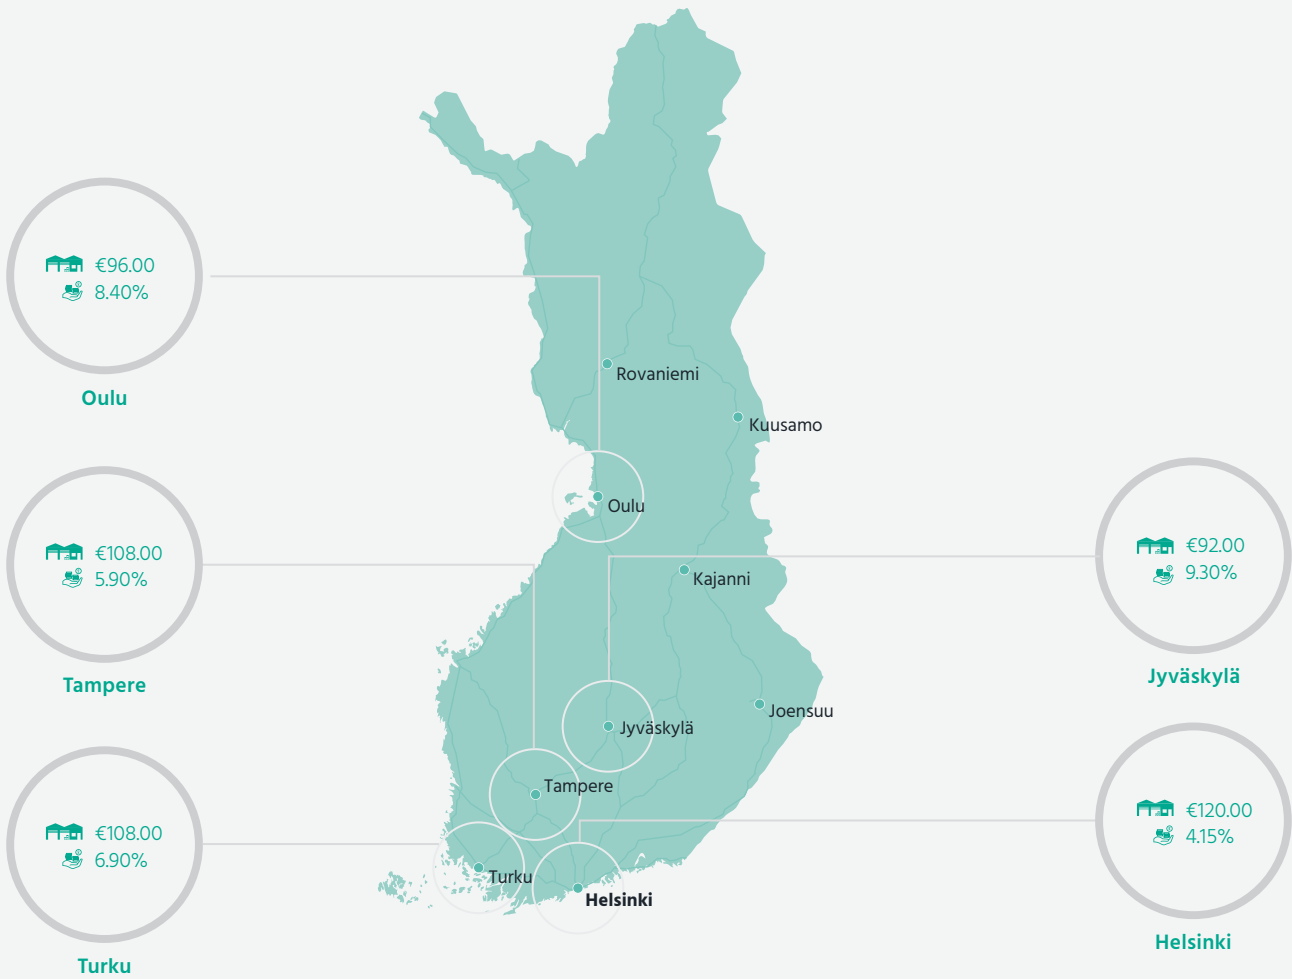 €96.00
8.40%
Oulu
€108.00
5.90%
Tampere
€108.00
6.90%
Turku
Rovaniemi
Kuusamo
Oulu
Kajanni
Joensuu
Jyväskylä
Tampere
Turku
Helsinki
€92.00
9.30%
Jyväskylä
€120.00
4.15%
Helsinki